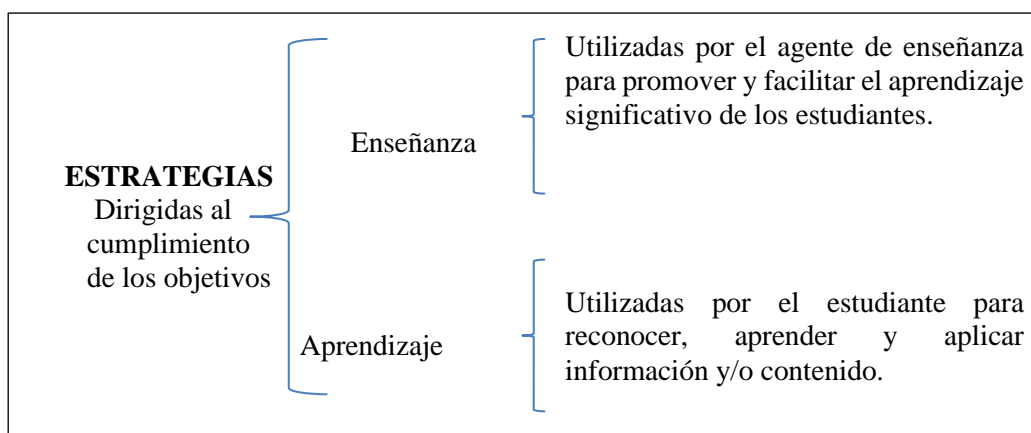 ESTRATEGIAS
Dirigidas al
cumplimiento
de los objetivos
Enseñanza
Utilizadas por el agente de enseñanza
para promover y facilitar el aprendizaje
significativo de los estudiantes.
Aprendizaje
Utilizadas por el estudiante para
reconocer, aprender y aplicar
información y/o contenido.